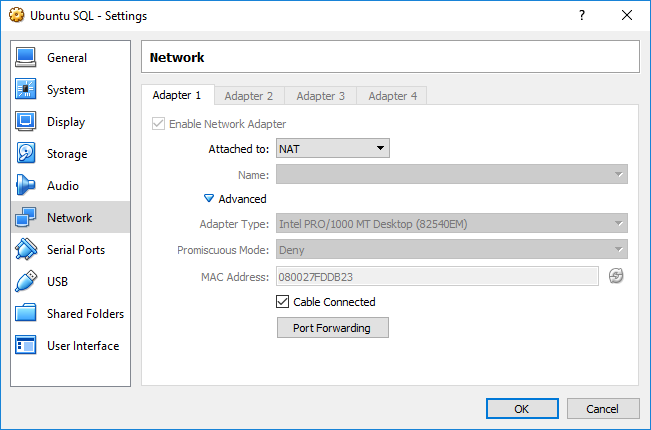 Ubuntu SQL - Settings
General
System
Display
Storage
Audio
Network
Serial Ports
USB
Shared Folders
User Interface
Network
Adapter 1 Adapter 2 Adapter 3 Adapter 4
Enable Network Adapter
Attached to: NAT
Name:
Advanced
Adapter Type: Intel PRO/1000 MT Desktop (82540EM)
Promiscuous Mode: Deny
MAC Address: 080027FDDB23
Cable Connected
Port Forwarding
OK Cancel